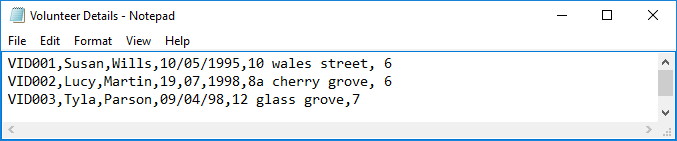 Volunteer Details - Notepad
File Edit Format View Help
VID001,Susan,Wills,10/05/1995,10 wales street, 6
VID002,Lucy,Martin,19,07,1998,8a cherry grove, 6
VID003,Tyla,Parson,09/04/98,12 glass grove,7